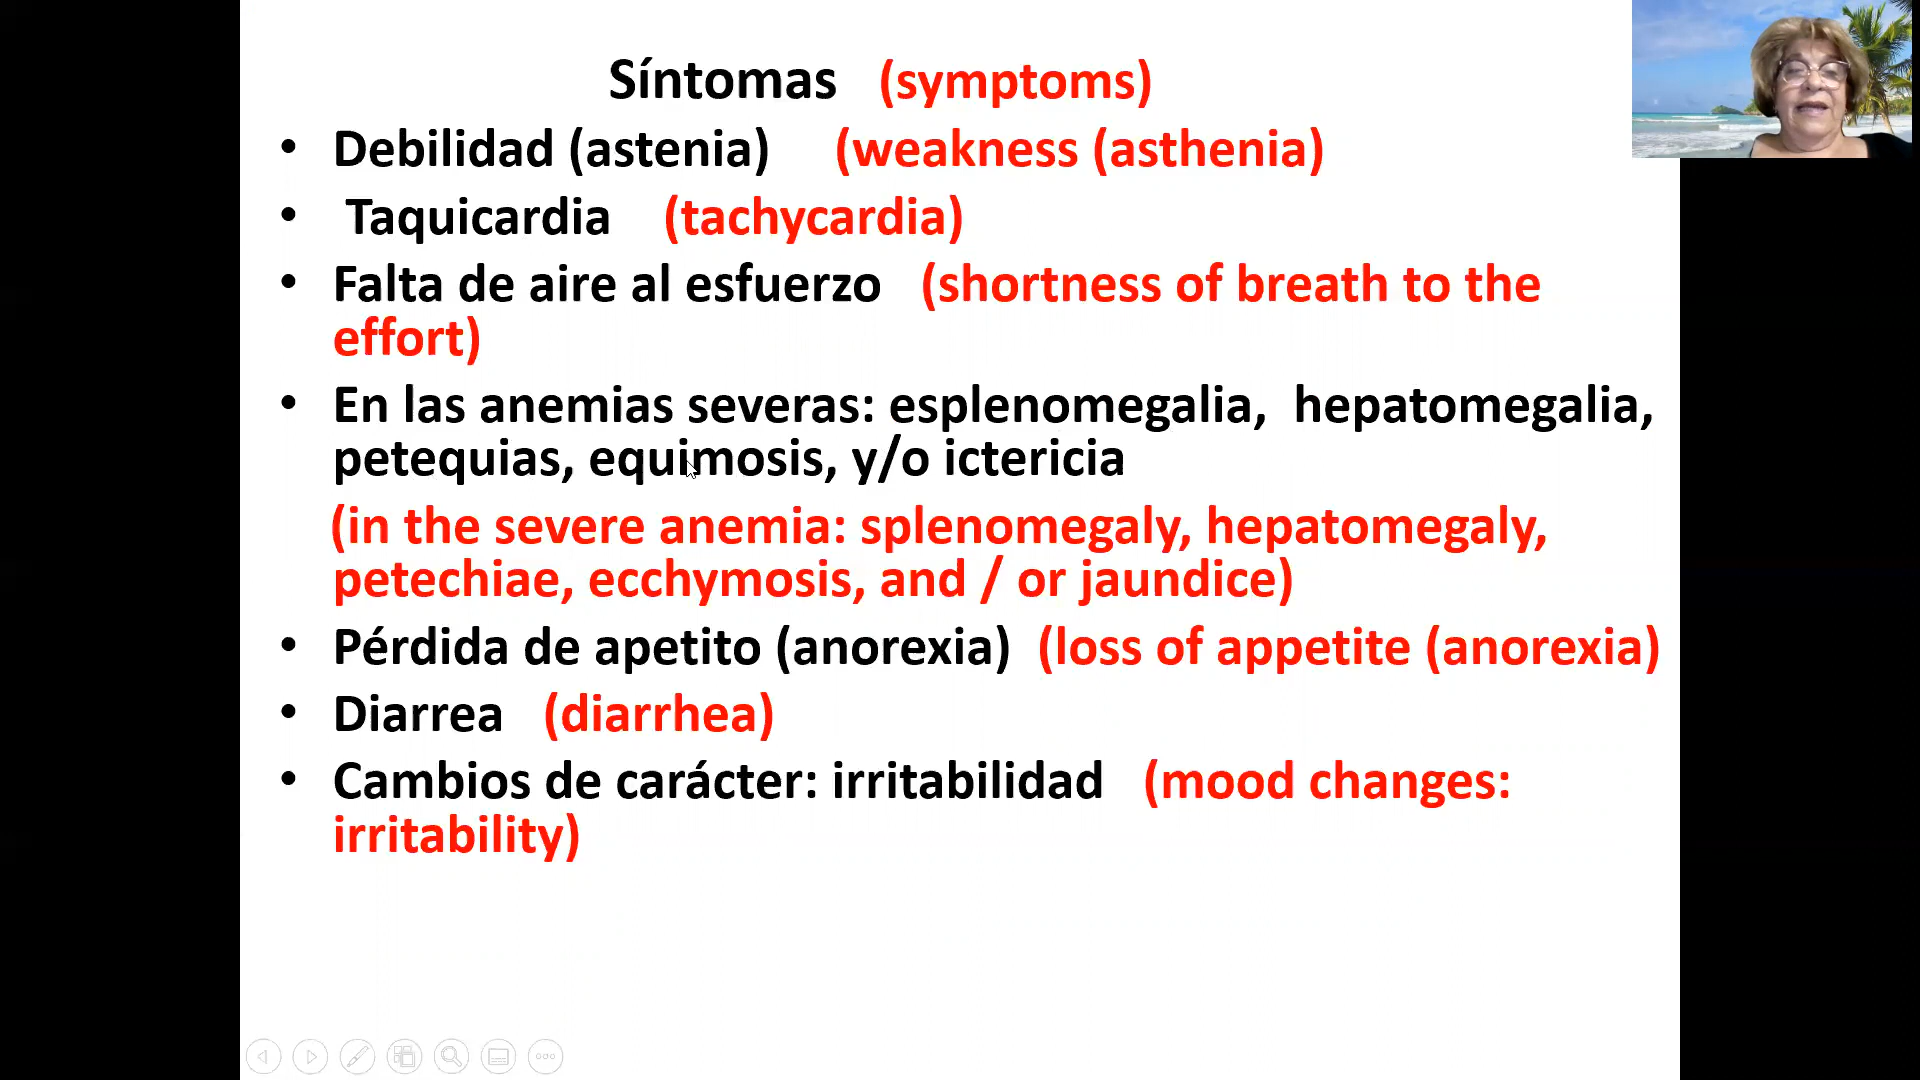 Síntomas (symptoms)
• Debilidad (astenia) (weakness (asthenia)
• Taquicardia (tachycardia)
• Falta de aire al esfuerzo (shortness of breath to the
effort)
• En las anemias severas: esplenomegalia, hepatomegalia,
petequias, equimosis, y/o ictericia
(in the severe anemia: splenomegaly, hepatomegaly,
petechiae, ecchymosis, and / or jaundice)
• Pérdida de apetito (anorexia) (loss of appetite (anorexia)
• Diarrea (diarrhea)
• Cambios de carácter: irritabilidad (mood changes:
irritability)